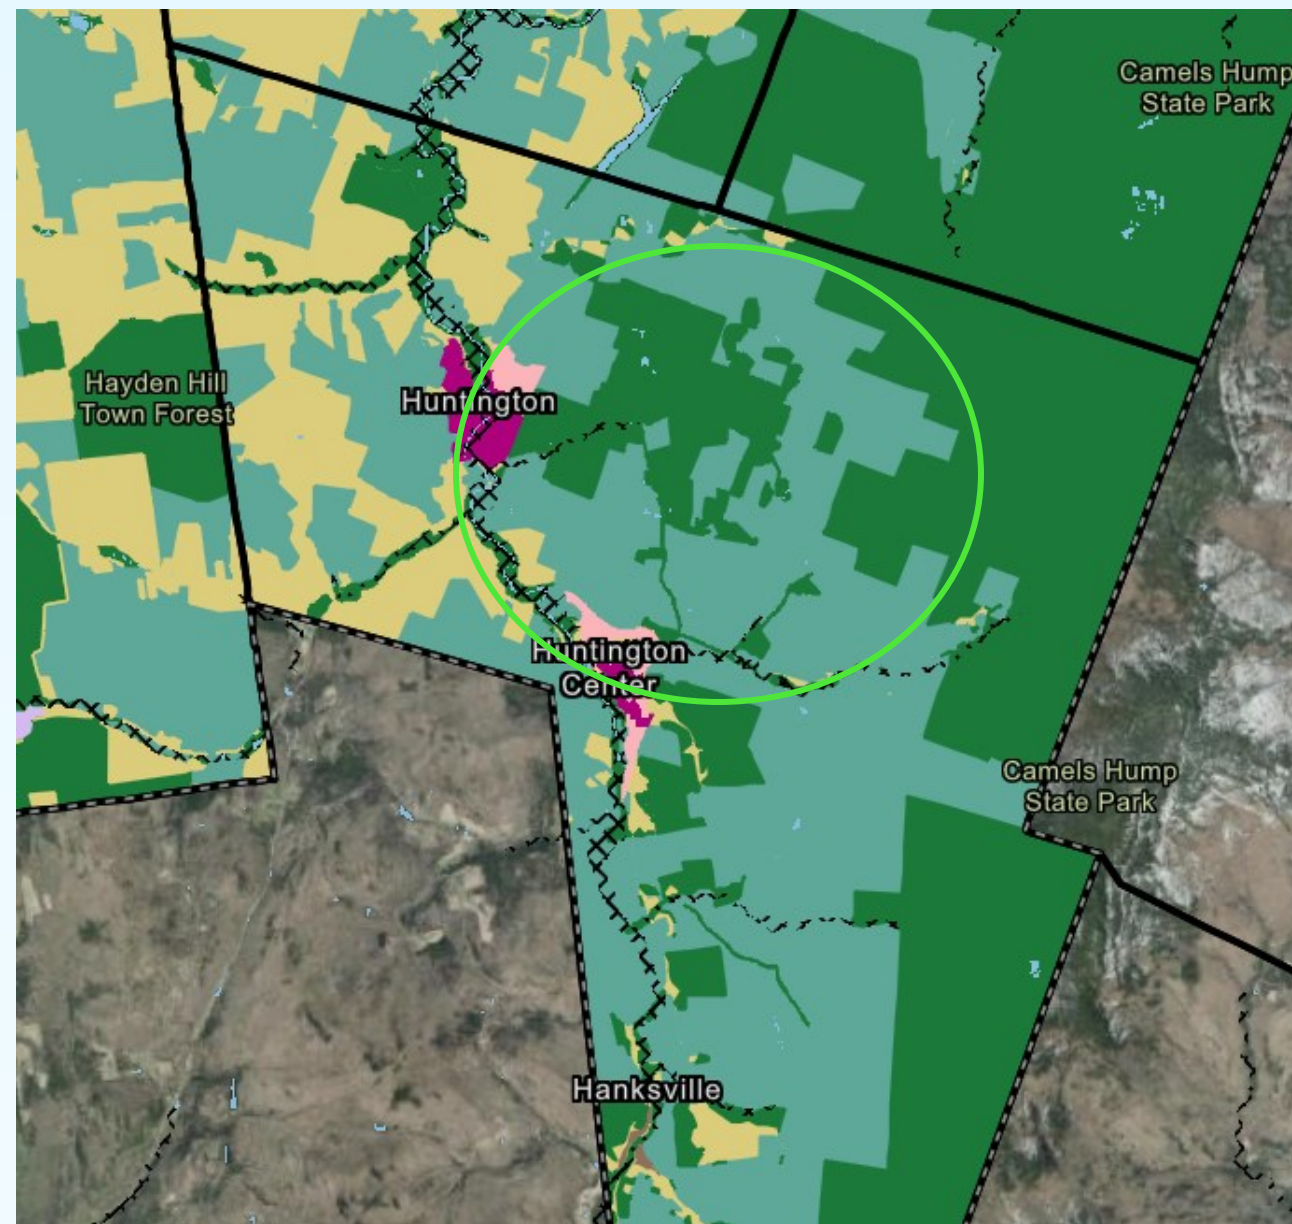 Camels Hump
State Park
Hayden Hill
Town Forest
Huntington
Huntington
Center
Camels Hump
State Park
Hanksville